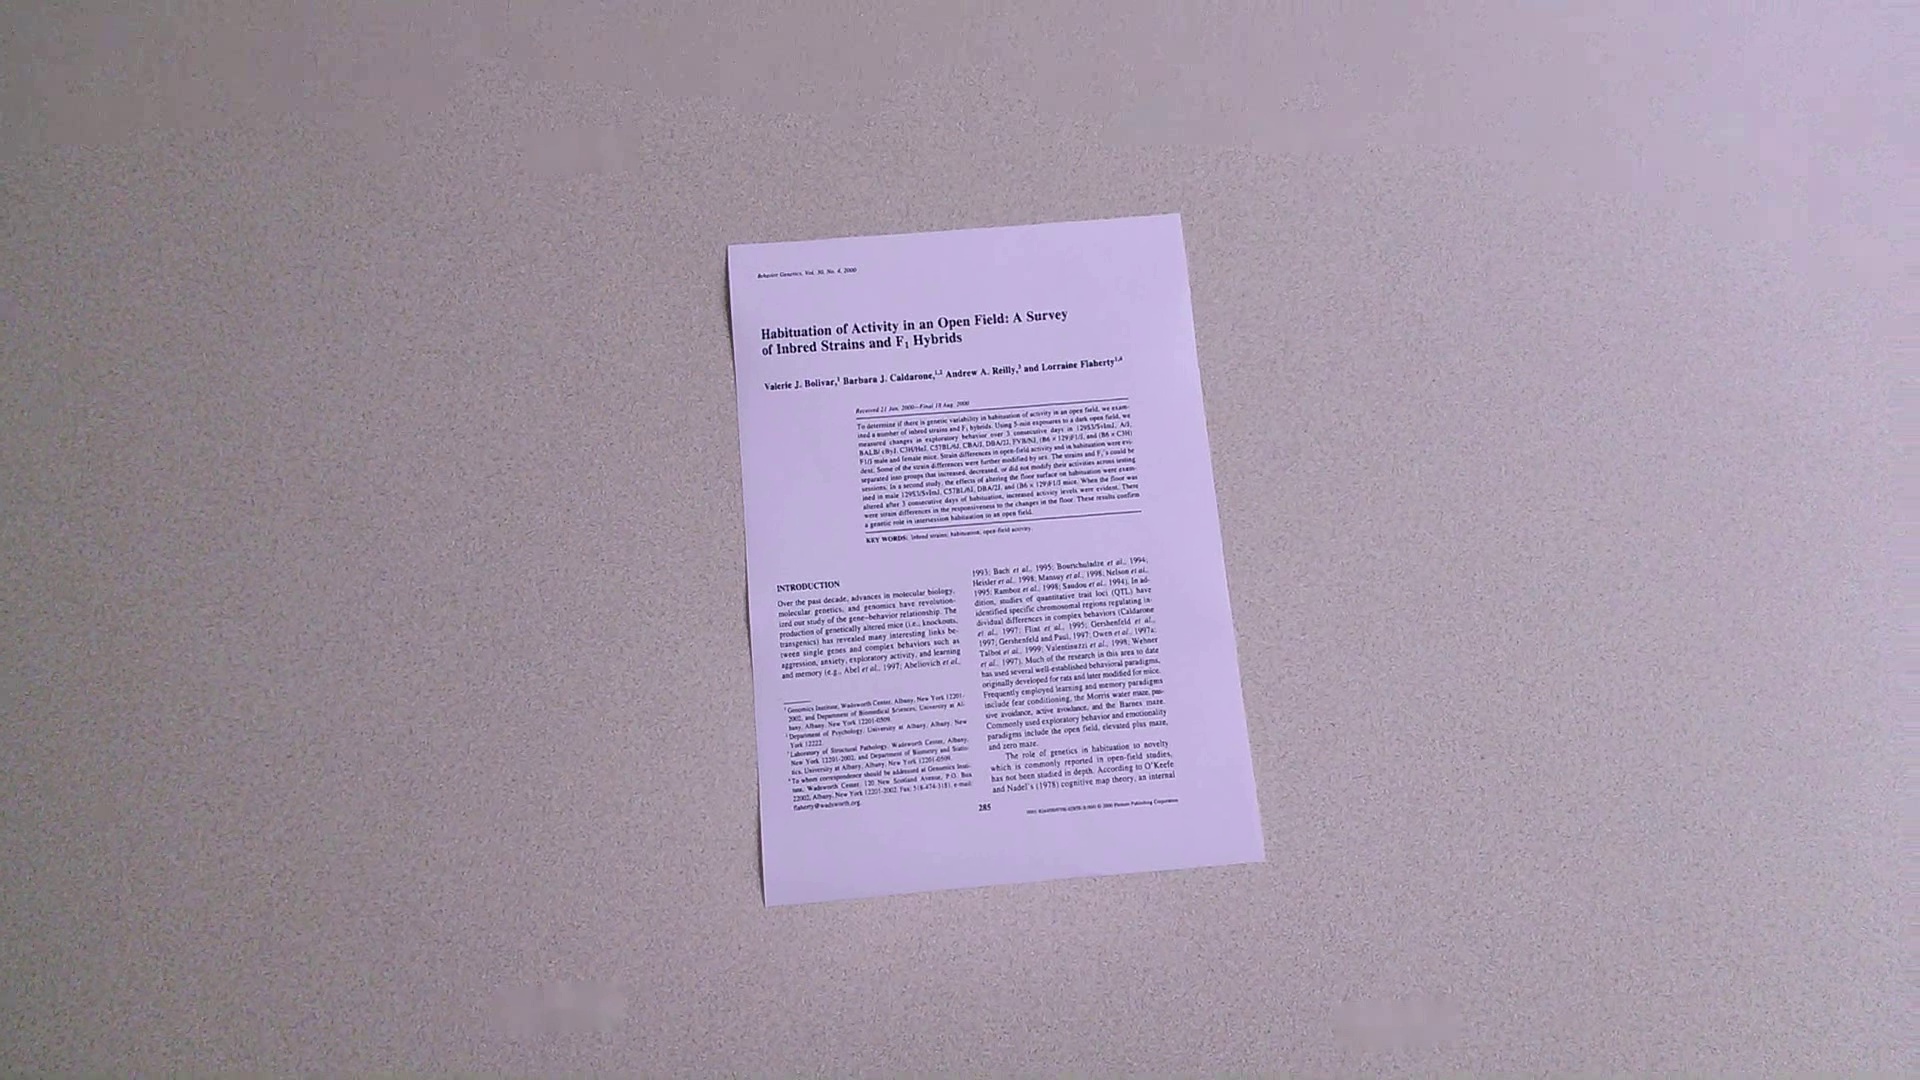 Behavior Genetics, Vol. 30, No. 4, 2000
Habituation of Activity in an Open Field: A Survey
of Inbred Strains and F₁ Hybrids
Valerie J. Bolivar,¹ Barbara J. Caldarone,¹,² Andrew A. Reilly,³ and Lorraine Flaherty¹,⁴
Received 21 Jan. 2000—Final 18 Aug. 2000
To determine if there is genetic variability in habituation of activity in an open field, we exam-
ined a number of inbred strains and F₁ hybrids. Using 5-min exposures to a dark open field, we
measured changes in exploratory behavior over 3 consecutive days in 129S3/SvImJ, A/J,
BALB/cByJ, C3H/HeJ, C57BL/6J, CBA/J, DBA/2J, FVB/NJ, (B6 × 129)F1/J, and (B6 × C3H)
F1/J male and female mice. Strain differences in open-field activity and in habituation were evi-
dent. Some of the strain differences were further modified by sex. The strains and F₁'s could be
separated into groups that increased, decreased, or did not modify their activities across testing
sessions. In a second study, the effects of altering the floor surface on habituation were exam-
ined in male 129S3/SvImJ, C57BL/6J, DBA/2J, and (B6 × 129)F1/J mice. When the floor was
altered after 3 consecutive days of habituation, increased activity levels were evident. There
were strain differences in the responsiveness to the changes in the floor. These results confirm
a genetic role in intersession habituation to an open field.
KEY WORDS: Inbred strains; habituation; open-field activity.
INTRODUCTION
Over the past decade, advances in molecular biology,
molecular genetics, and genomics have revolution-
ized our study of the gene–behavior relationship. The
production of genetically altered mice (i.e., knockouts,
transgenics) has revealed many interesting links be-
tween single genes and complex behaviors such as
aggression, anxiety, exploratory activity, and learning
and memory (e.g., Abel et al., 1997; Abeliovich et al.,
¹ Genomics Institute, Wadsworth Center, Albany, New York 12201-
2002, and Department of Biomedical Sciences, University at Al-
bany, Albany, New York 12201-0509.
² Department of Psychology, University at Albany, Albany, New
York 12222.
³ Laboratory of Structural Pathology, Wadsworth Center, Albany,
New York 12201-2002, and Department of Biometry and Statis-
tics, University at Albany, Albany, New York 12201-0509.
⁴ To whom correspondence should be addressed at Genomics Insti-
tute, Wadsworth Center, 120 New Scotland Avenue, P.O. Box
22002, Albany, New York 12201-2002. Fax: 518-474-3181. e-mail:
flaherty@wadsworth.org.
1993; Bach et al., 1995; Bourtchuladze et al., 1994;
Heisler et al., 1998; Mansuy et al., 1998; Nelson et al.,
1995; Ramboz et al., 1998; Saudou et al., 1994). In ad-
dition, studies of quantitative trait loci (QTL) have
identified specific chromosomal regions regulating in-
dividual differences in complex behaviors (Caldarone
et al., 1997; Flint et al., 1995; Gershenfeld et al.,
1997; Gershenfeld and Paul, 1997; Owen et al., 1997a;
Talbot et al., 1999; Valentinuzzi et al., 1998; Wehner
et al., 1997). Much of the research in this area to date
has used several well-established behavioral paradigms,
originally developed for rats and later modified for mice.
Frequently employed learning and memory paradigms
include fear conditioning, the Morris water maze, pas-
sive avoidance, active avoidance, and the Barnes maze.
Commonly used exploratory behavior and emotionality
paradigms include the open field, elevated plus maze,
and zero maze.
The role of genetics in habituation to novelty
which is commonly reported in open-field studies,
has not been studied in depth. According to O'Keefe
and Nadel's (1978) cognitive map theory, an internal
285
© 2000 Plenum Publishing Corporation